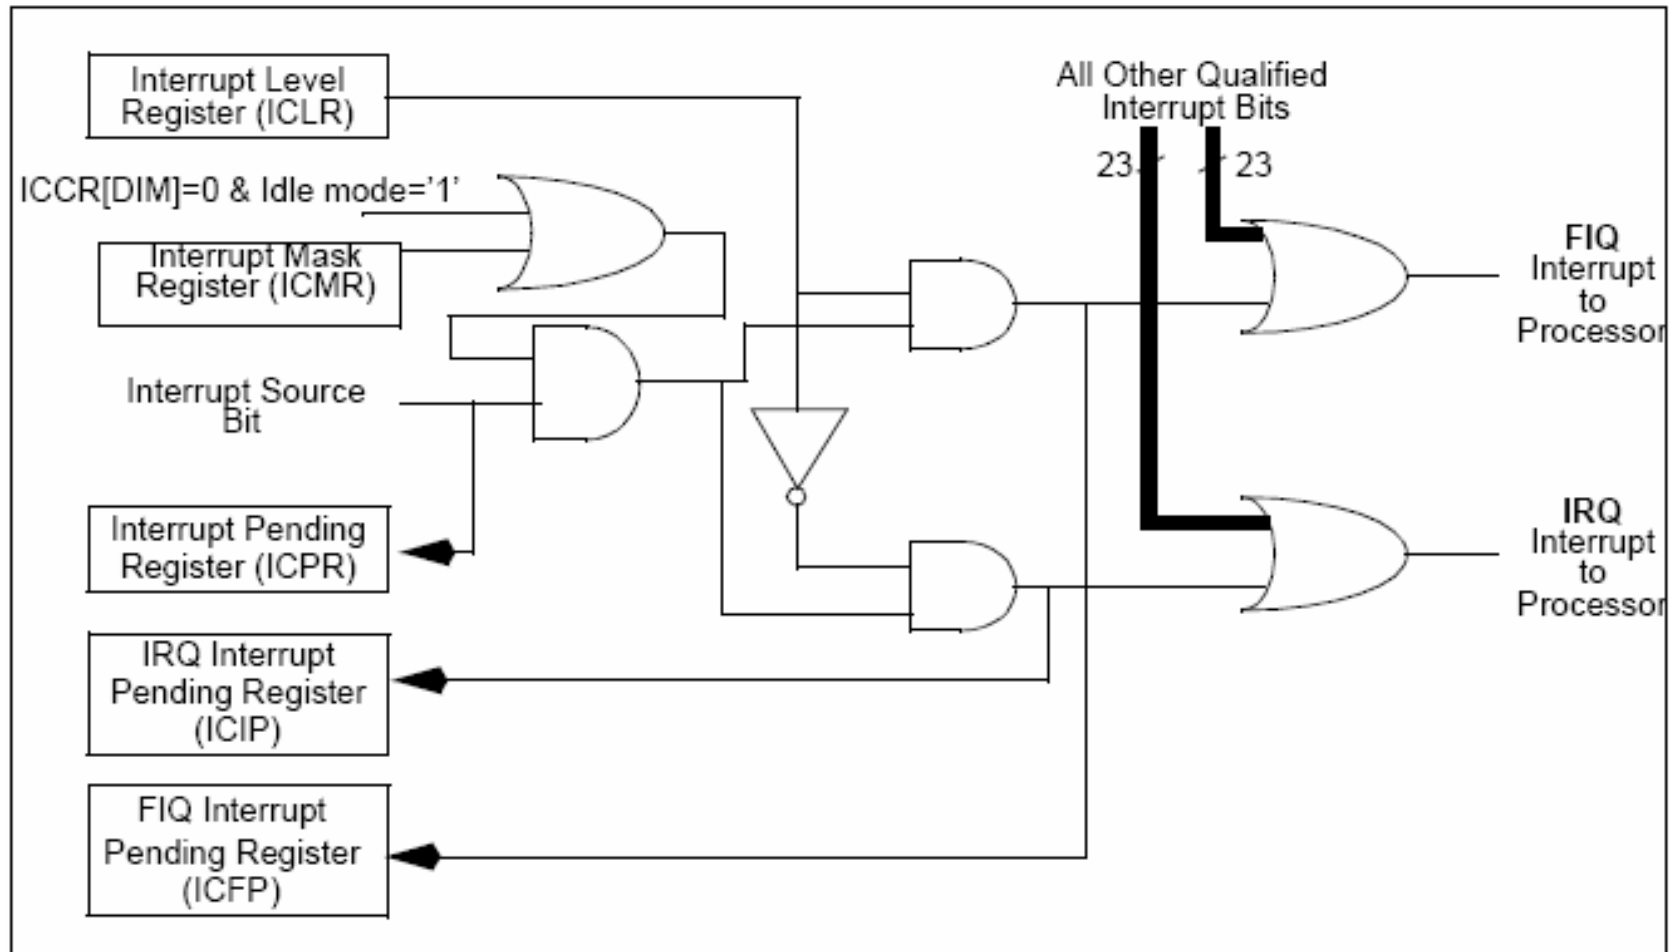 Interrupt Level
Register (ICLR)
All Other Qualified
Interrupt Bits
23
23
ICCR[DIM]=0 & Idle mode=’1’
Interrupt Mask
Register (ICMR)
FIQ
Interrupt
to
Processor
Interrupt Source
Bit
Interrupt Pending
Register (ICPR)
IRQ
Interrupt
to
Processor
IRQ Interrupt
Pending Register
(ICIP)
FIQ Interrupt
Pending Register
(ICFP)